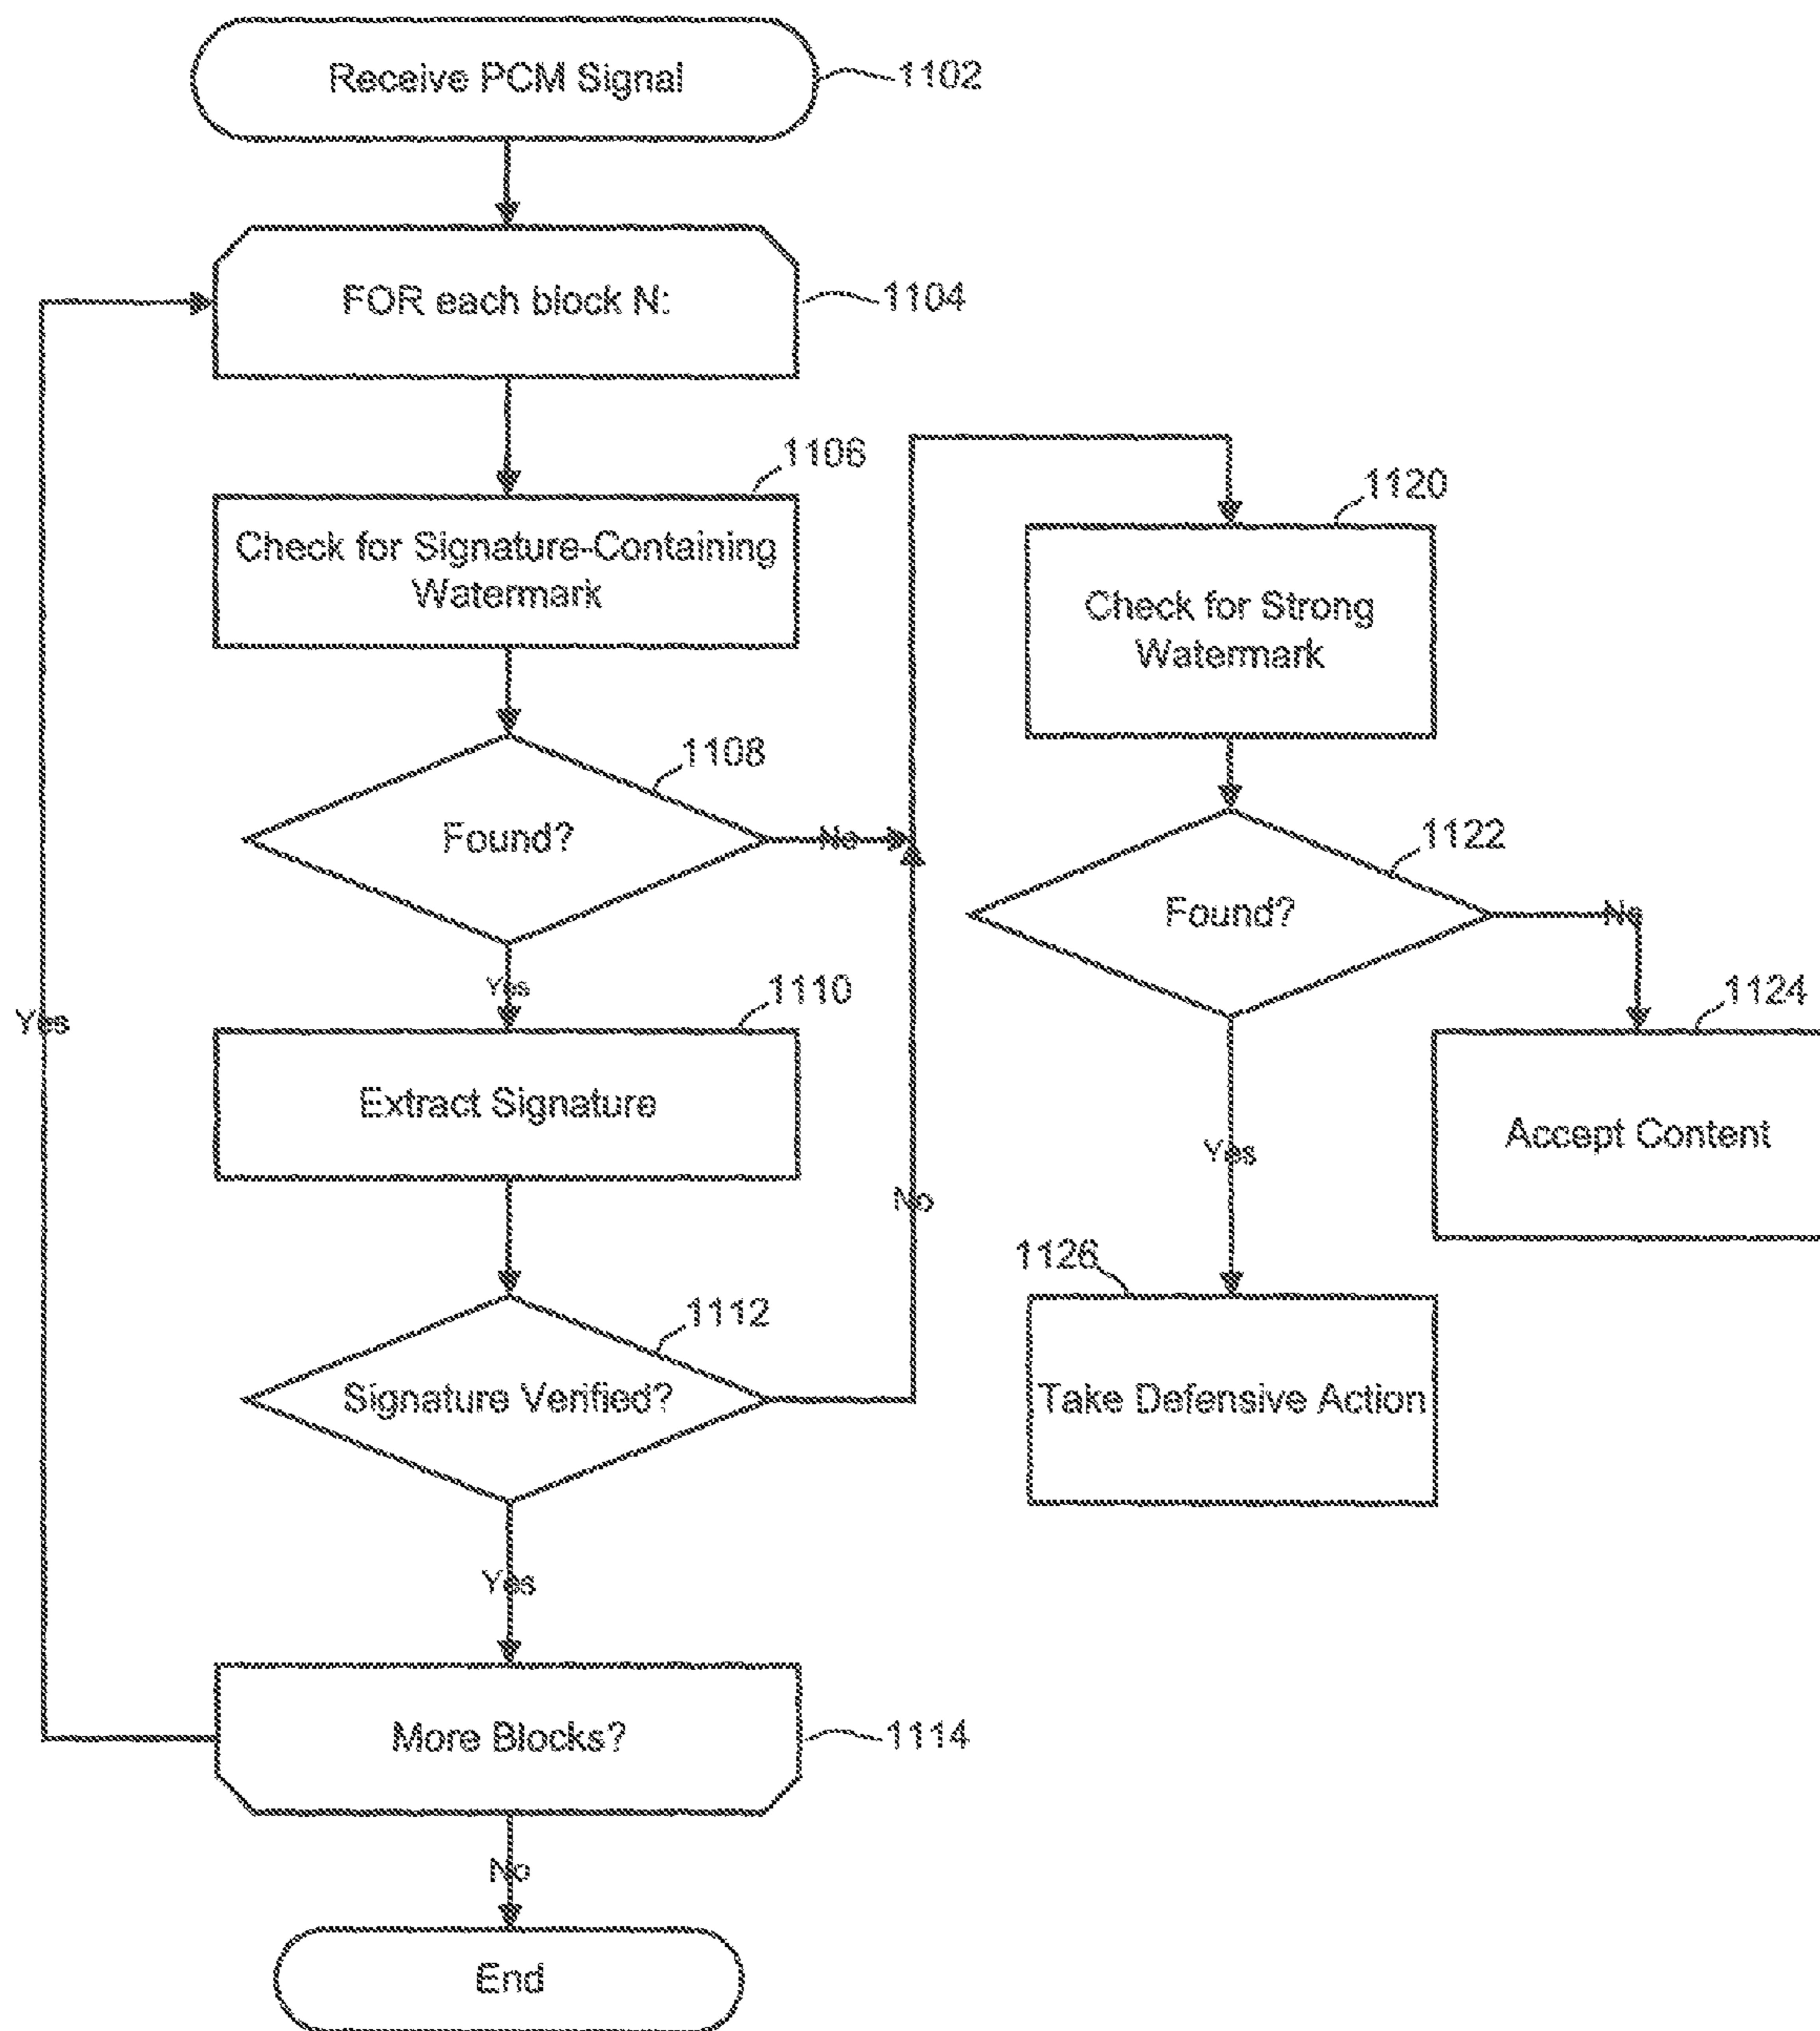 Receive PCM Signal
1102
FOR each block N:
1104
1106
Check for Signature-Containing
Watermark
1108
Found?
No
Yes
1110
Extract Signature
1112
Signature Verified?
No
Yes
More Blocks?
1114
Yes
No
End
1120
Check for Strong
Watermark
1122
Found?
No
1124
Accept Content
Yes
1126
Take Defensive Action